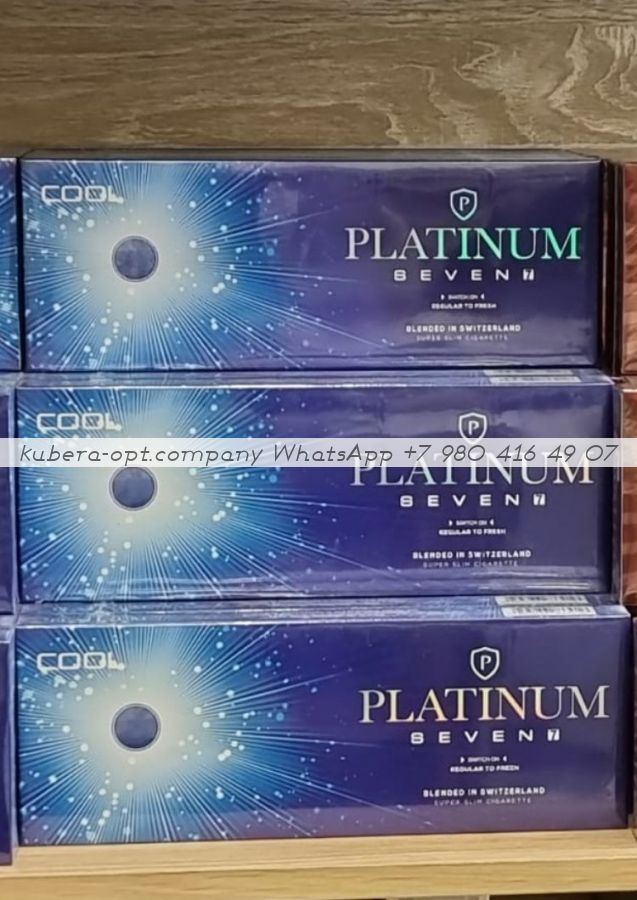 COOL
P
PLATINUM
SEVEN 7
SWITCH ON
REGULAR TO FRESH
BLENDED IN SWITZERLAND
SUPER SLIM CIGARETTE
COOL
P
kubera-opt.company WhatsApp +7 980 416 49 07
PLATINUM
SEVEN 7
SWITCH ON
REGULAR TO FRESH
BLENDED IN SWITZERLAND
SUPER SLIM CIGARETTE
COOL
P
PLATINUM
SEVEN 7
SWITCH ON
REGULAR TO FRESH
BLENDED IN SWITZERLAND
SUPER SLIM CIGARETTE